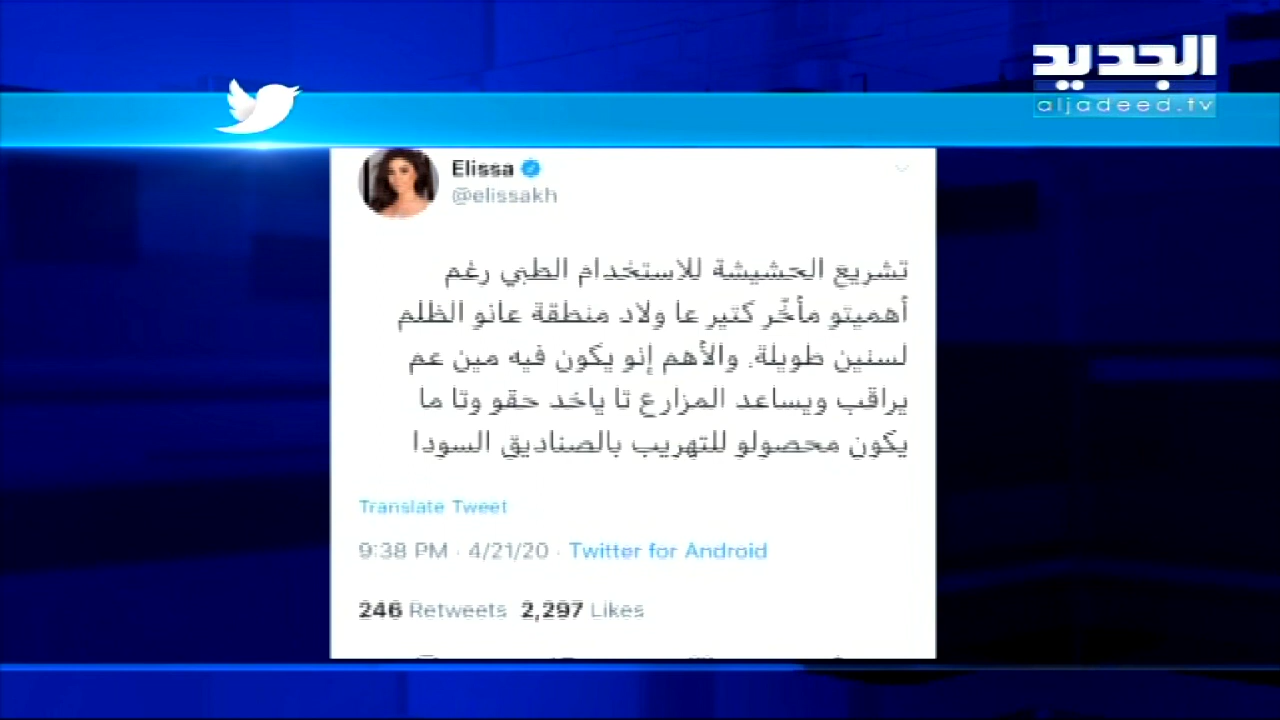 الجديد
aljadeed.tv
Elissa
@elissakh
تشريع الحشيشة للاستخدام الطبي رغم
أهميتو مأخّر كتير عا ولاد منطقة عانو الظلم
لسنين طويلة. والأهم إنو يكون فيه مين عم
يراقب ويساعد المزارع تا ياخد حقو وتا ما
يكون محصولو للتهريب بالصناديق السودا
Translate Tweet
9:38 PM · 4/21/20 · Twitter for Android
246 Retweets 2,297 Likes